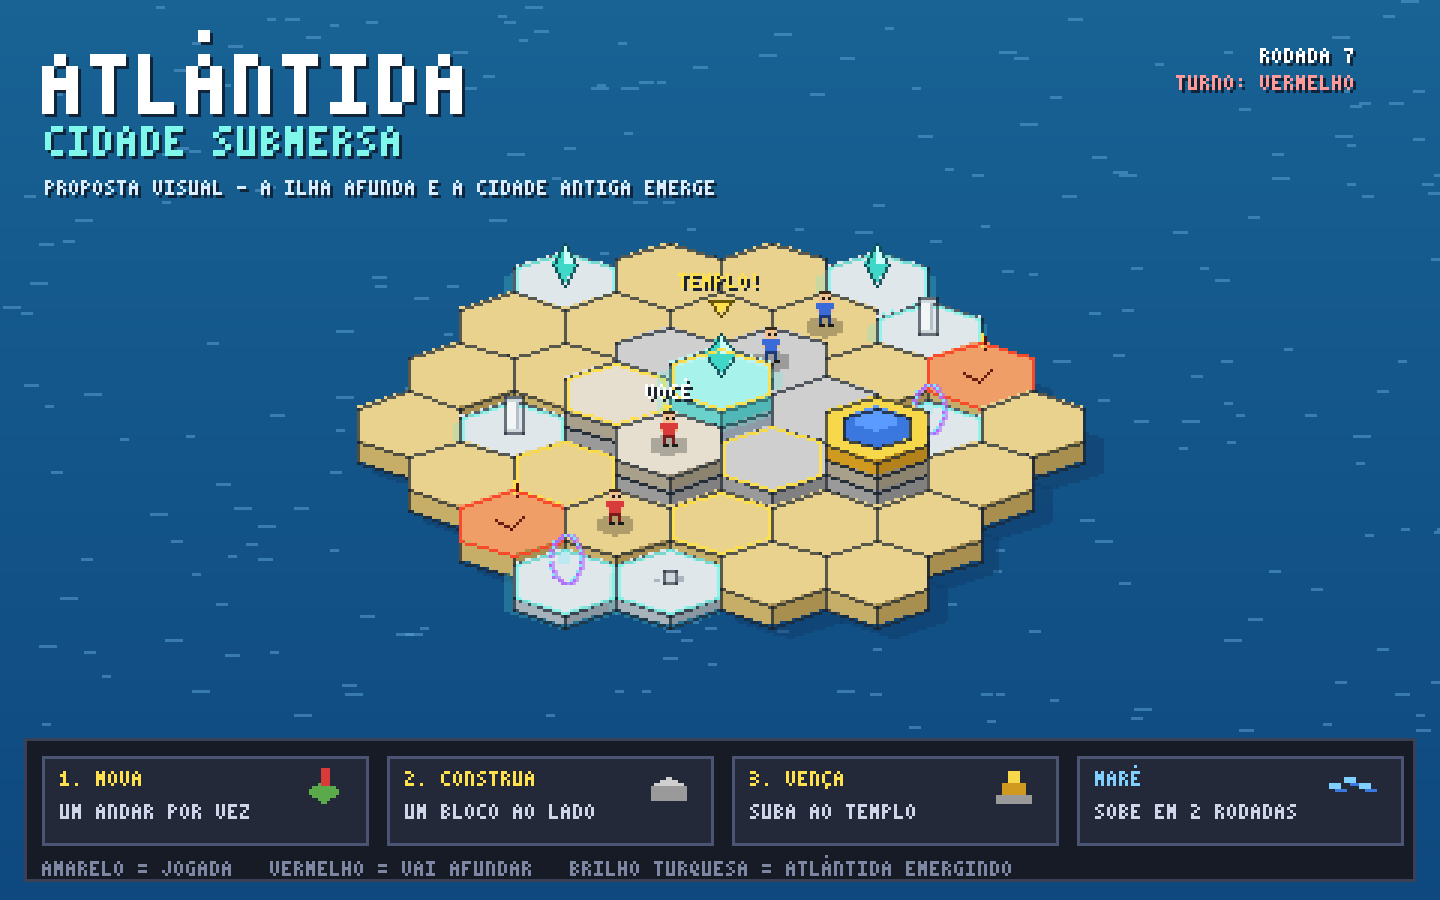 ATLÂNTIDA
CIDADE SUBMERSA
PROPOSTA VISUAL - A ILHA AFUNDA E A CIDADE ANTIGA EMERGE
RODADA 7
TURNO: VERMELHO
TEMPLO!
VOCÊ
1. MOVA
UM ANDAR POR VEZ
2. CONSTRUA
UM BLOCO AO LADO
3. VENÇA
SUBA AO TEMPLO
MARÉ
SOBE EM 2 RODADAS
AMARELO = JOGADA VERMELHO = VAI AFUNDAR BRILHO TURQUESA = ATLÂNTIDA EMERGINDO